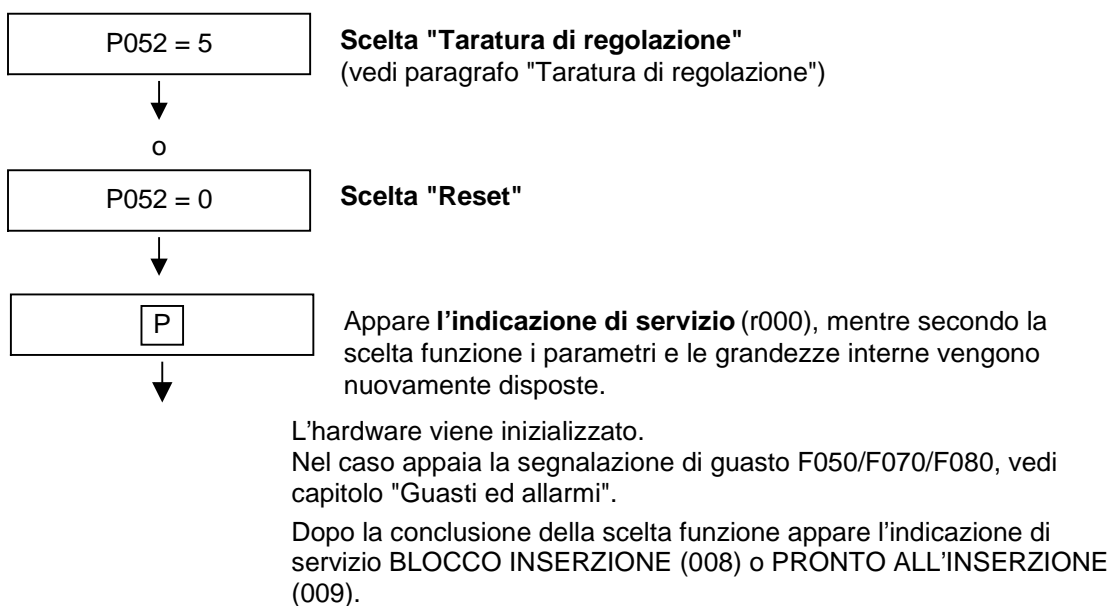 P052 = 5
Scelta "Taratura di regolazione"
(vedi paragrafo "Taratura di regolazione")
o
P052 = 0
Scelta "Reset"
P
Appare l’indicazione di servizio (r000), mentre secondo la
scelta funzione i parametri e le grandezze interne vengono
nuovamente disposte.
L'hardware viene inizializzato.
Nel caso appaia la segnalazione di guasto F050/F070/F080, vedi
capitolo "Guasti ed allarmi".
Dopo la conclusione della scelta funzione appare l’indicazione di
servizio BLOCCO INSERZIONE (008) o PRONTO ALL’INSERZIONE
(009).